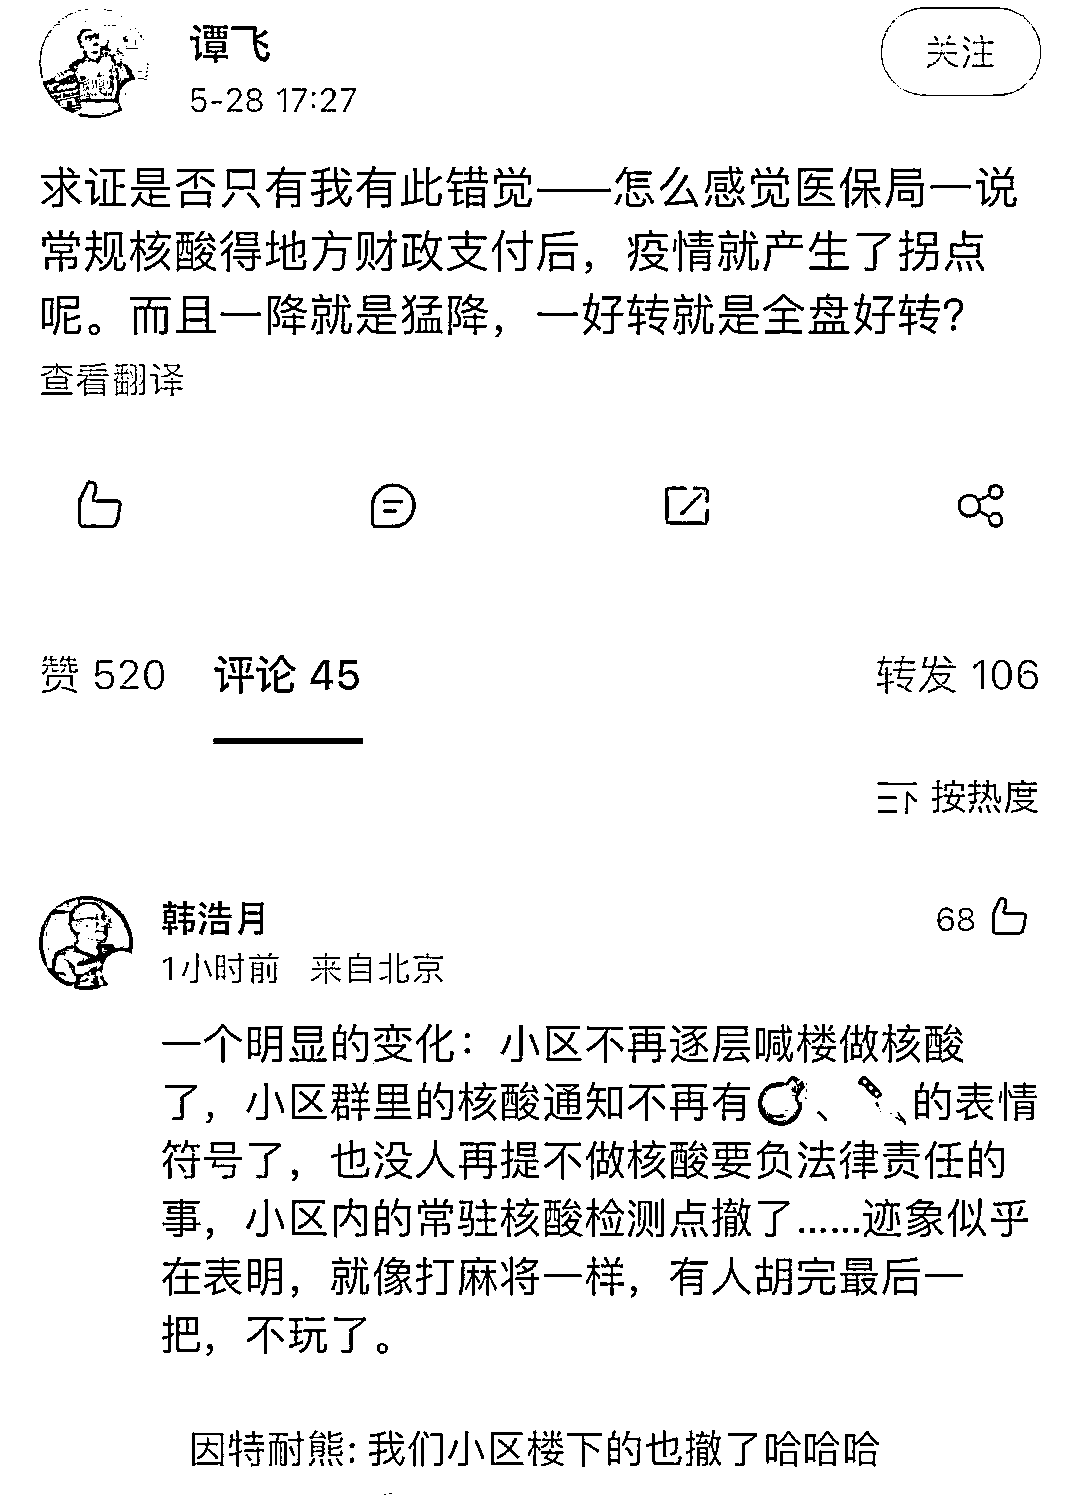 谭飞
关注
5-28 17:27
求证是否只有我有此错觉——怎么感觉医保局一说
常规核酸得地方财政支付后，疫情就产生了拐点
呢。而且一降就是猛降，一好转就是全盘好转？
查看翻译
赞 520 评论 45 转发 106
按热度
韩浩月
68
1小时前 来自北京
一个明显的变化：小区不再逐层喊楼做核酸
了，小区群里的核酸通知不再有💣、🔪的表情
符号了，也没人再提不做核酸要负法律责任的
事，小区内的常驻核酸检测点撤了......迹象似乎
在表明，就像打麻将一样，有人胡完最后一
把，不玩了。
因特耐熊: 我们小区楼下的也撤了哈哈哈